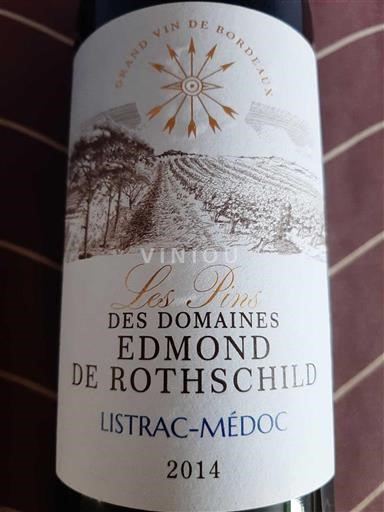 GRAND VIN DE BORDEAUX
VINIOU
Les Pins
DES DOMAINES
EDMOND
DE ROTHSCHILD
LISTRAC-MÉDOC
2014